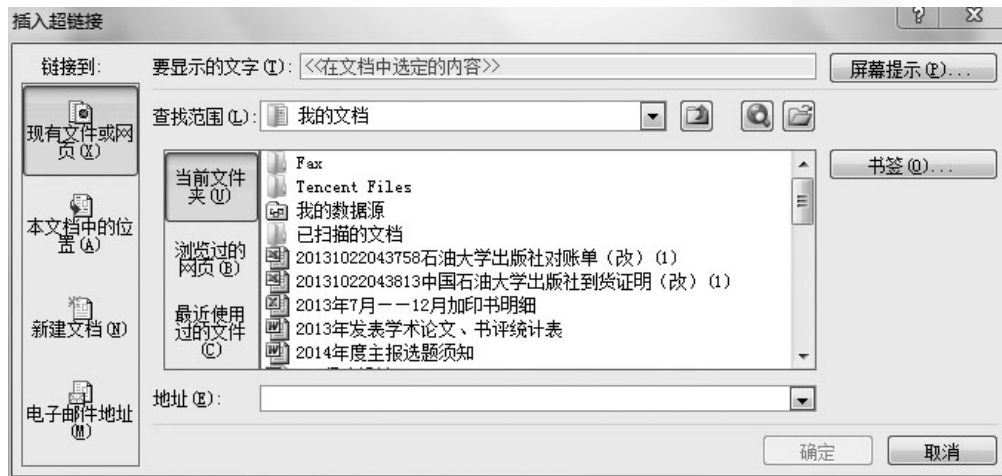 插入超链接
链接到:
要显示的文字(T):
<<在文档中选定的内容>>
屏幕提示(P)...
现有文件或网
页(X)
查找范围(L):
我的文档
当前文件
夹(U)
Fax
Tencent Files
我的数据源
已扫描的文档
20131022043758石油大学出版社对账单（改）(1)
20131022043813中国石油大学出版社到货证明（改）(1)
2013年7月——12月加印书明细
2013年发表学术论文、书评统计表
2014年度主报选题须知
书签(O)...
本文档中的位
置(A)
浏览过的
网页(B)
新建文档(N)
最近使用
过的文件
(C)
电子邮件地址
(M)
地址(E):
确定
取消